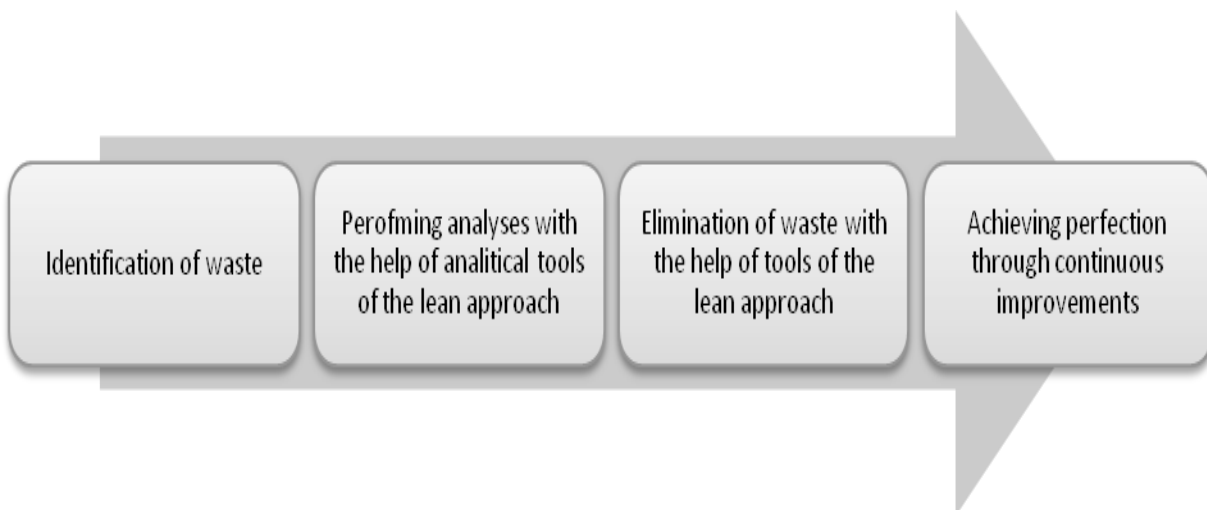 Identification of waste
Perofming analyses with
the help of analitical tools
of the lean approach
Elimination of waste with
the help of tools of the
lean approach
Achieving perfection
through continuous
improvements